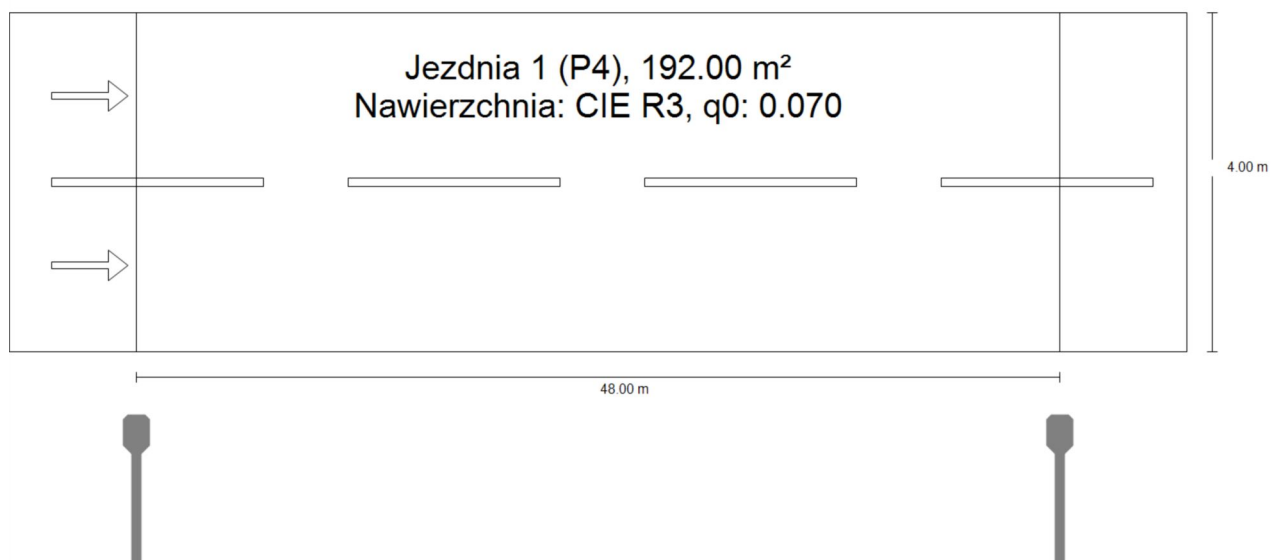 Jezdnia 1 (P4), 192.00 m²
Nawierzchnia: CIE R3, q0: 0.070
4.00 m
48.00 m